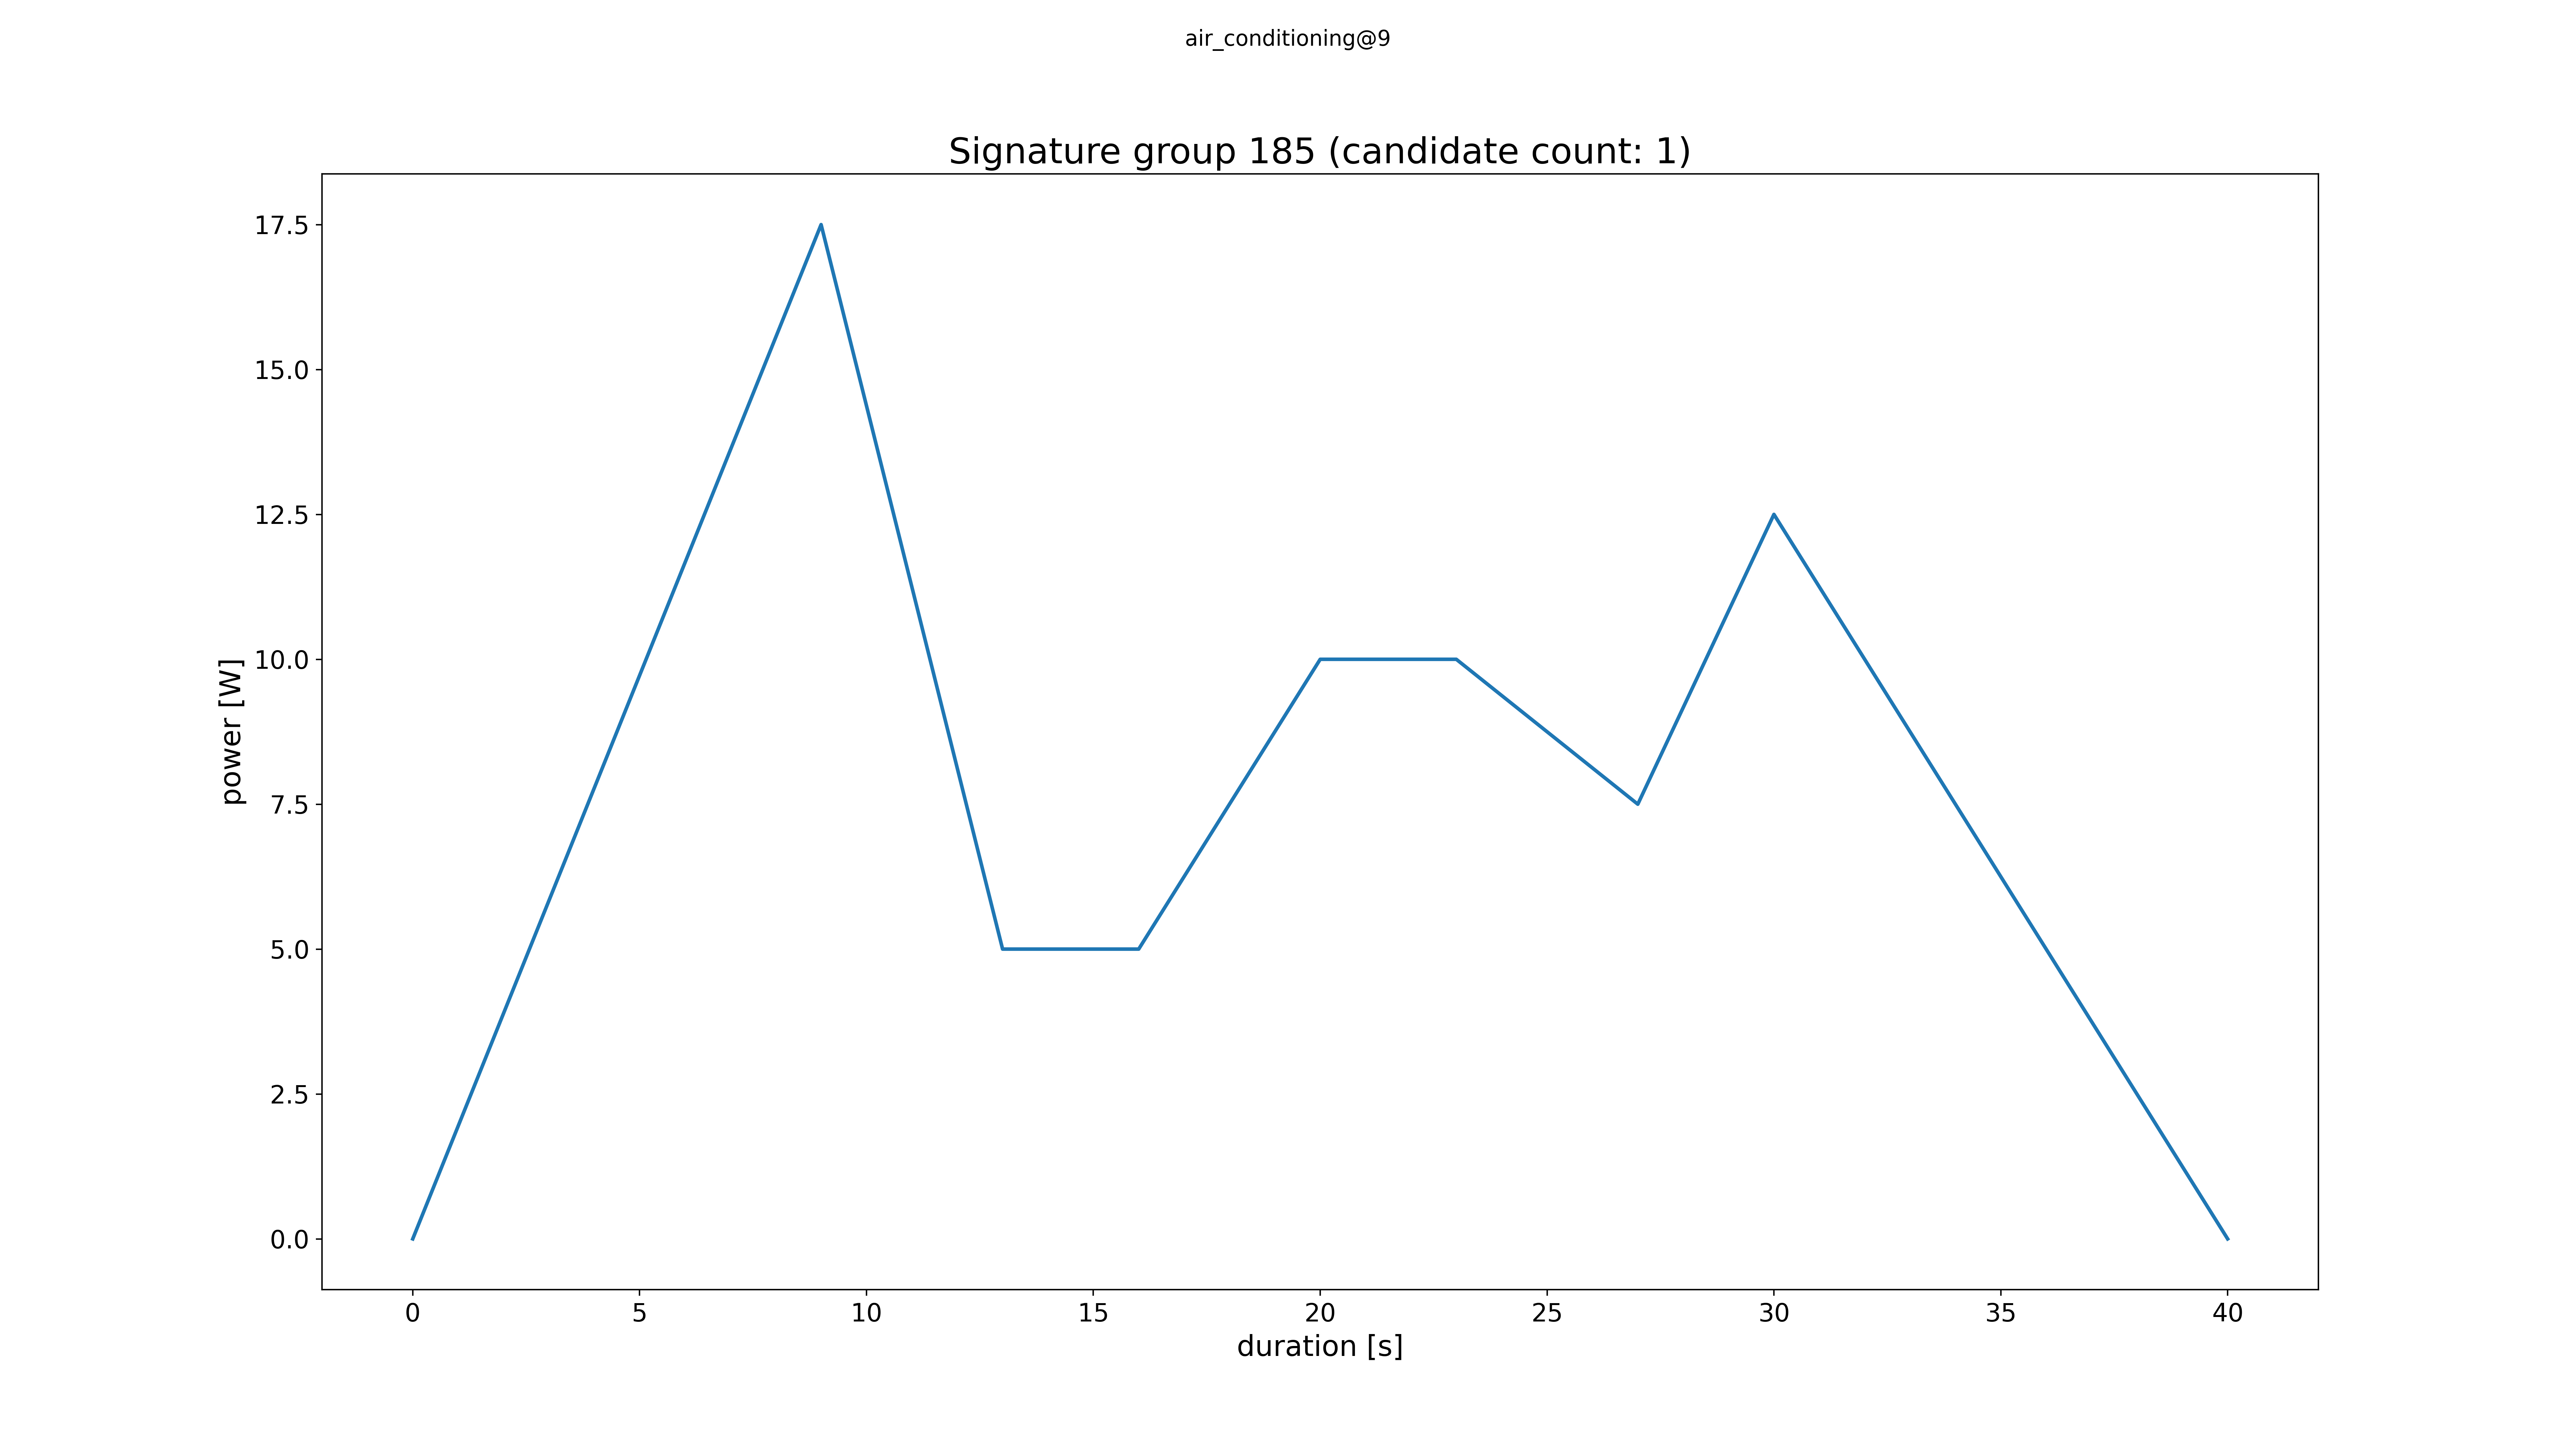 air_conditioning@9
Signature group 185 (candidate count: 1)
power [W]
17.5
15.0
12.5
10.0
7.5
5.0
2.5
0.0
0 5 10 15 20 25 30 35 40
duration [s]